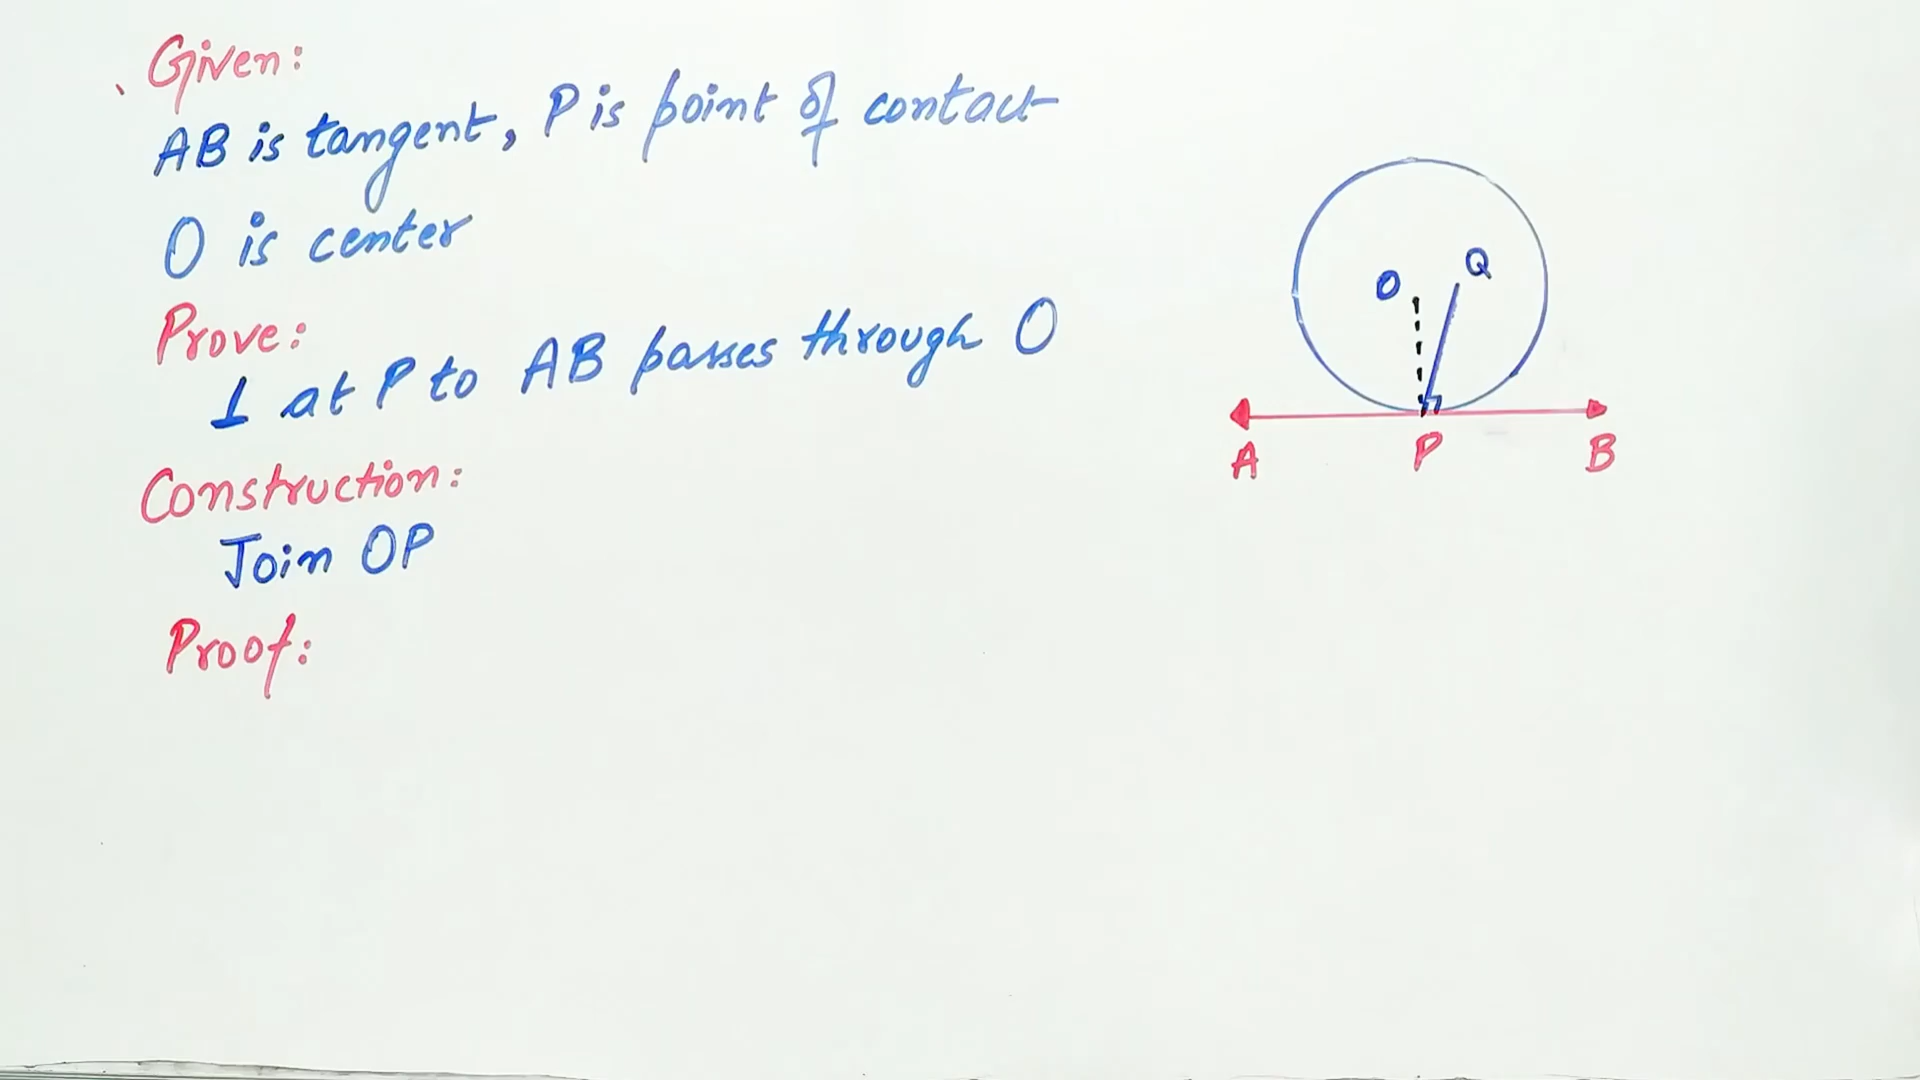 Given:
AB is tangent, P is point of contact
O is center
Prove:
⊥ at P to AB passes through O
Construction:
Join OP
Proof:
O Q
A P B